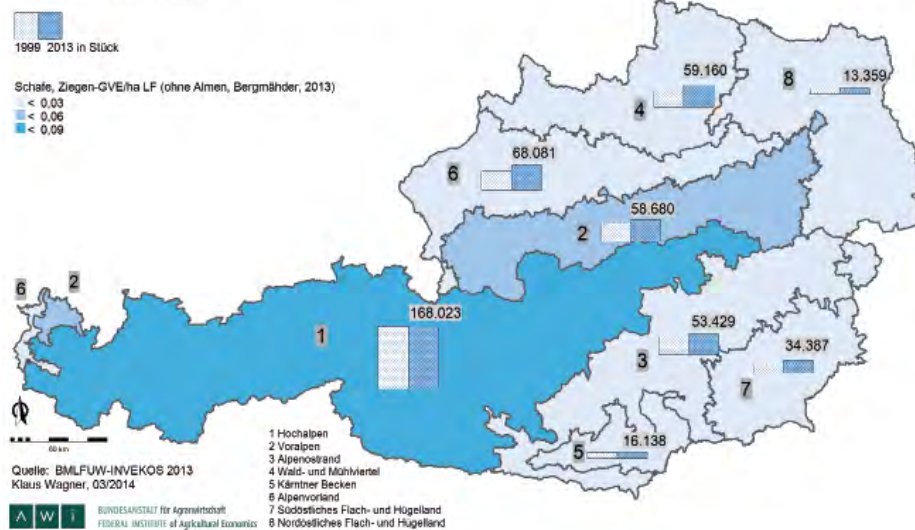 1999 2013 in Stück
Schafe, Ziegen-GVE/ha LF (ohne Almen, Bergmähder, 2013)
< 0,03
< 0,06
< 0,09
59.160
4
8
13.359
68.081
6
58.680
2
6
2
168.023
1
53.429
3
34.387
7
16.138
5
60 km
Quelle: BMLFUW-INVEKOS 2013
Klaus Wagner, 03/2014
1 Hochalpen
2 Voralpen
3 Alpenostrand
4 Wald- und Mühlviertel
5 Kärntner Becken
6 Alpenvorland
7 Südöstliches Flach- und Hügelland
8 Nordöstliches Flach- und Hügelland
AWI
BUNDESANSTALT für Agrarwirtschaft
FEDERAL INSTITUTE of Agricultural Economics